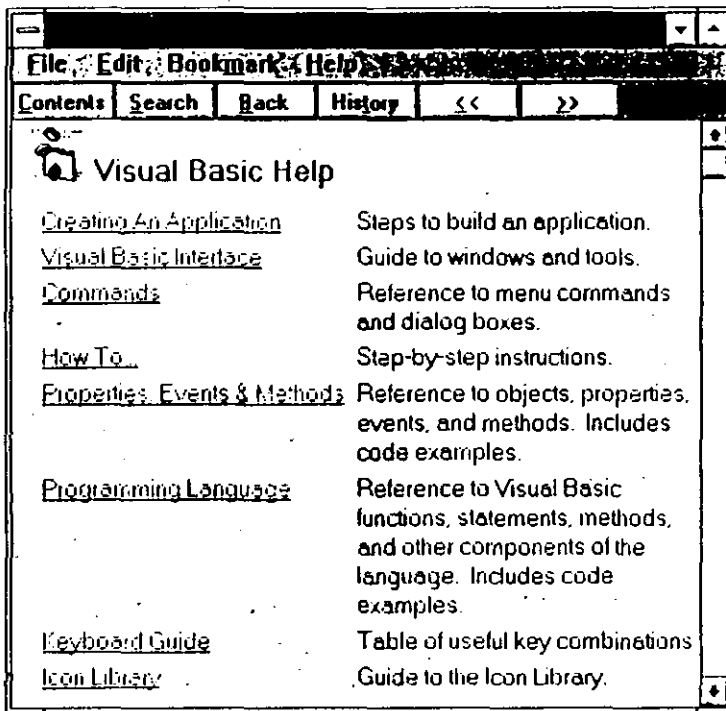 File Edit Bookmark Help
Contents Search Back History << >>
Visual Basic Help
Creating An Application Steps to build an application.
Visual Basic Interface Guide to windows and tools.
Commands Reference to menu commands
and dialog boxes.
How To... Step-by-step instructions.
Properties, Events & Methods Reference to objects, properties,
events, and methods. Includes
code examples.
Programming Language Reference to Visual Basic
functions, statements, methods,
and other components of the
language. Includes code
examples.
Keyboard Guide Table of useful key combinations
Icon Library Guide to the Icon Library.